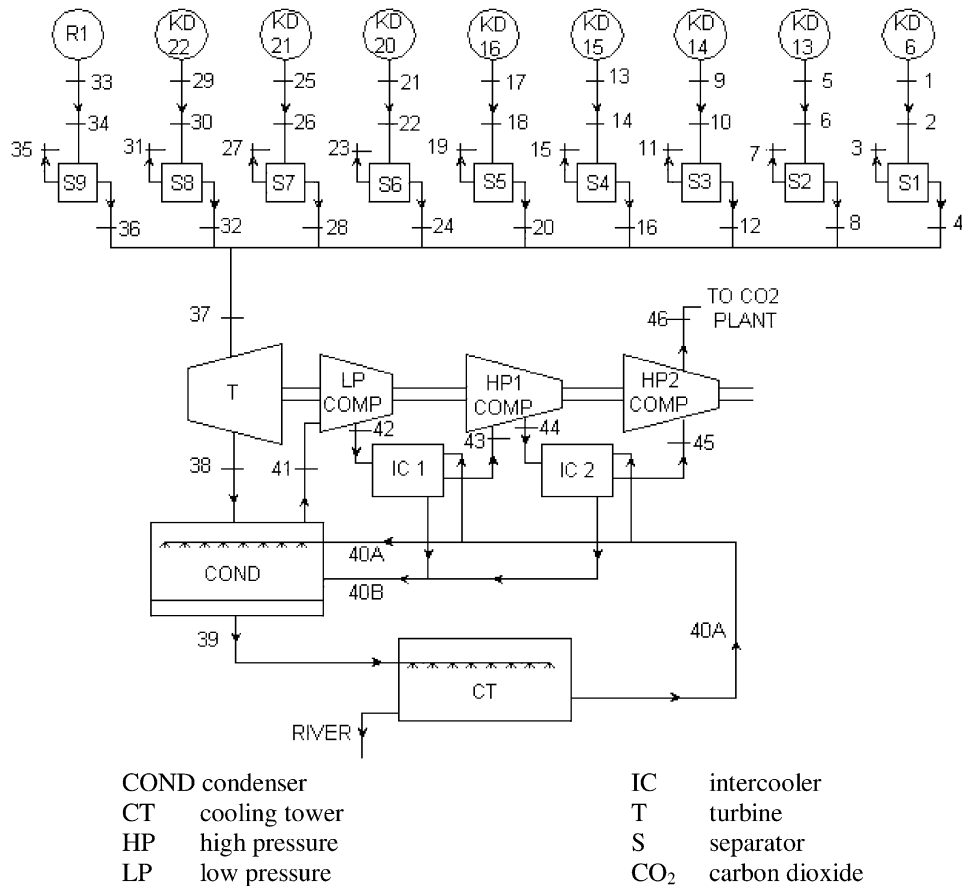 R1 KD 22 KD 21 KD 20 KD 16 KD 15 KD 14 KD 13 KD 6
33 29 25 21 17 13 9 5 1
34 30 26 22 18 14 10 6 2
35 31 27 23 19 15 11 7 3
S9 S8 S7 S6 S5 S4 S3 S2 S1
36 32 28 24 20 16 12 8 4
37
46
TO CO2
PLANT
T
LP
COMP
HP1
COMP
HP2
COMP
42
43
44
45
38
41
IC 1
IC 2
40A
COND
40B
39
40A
CT
RIVER
COND condenser
CT cooling tower
HP high pressure
LP low pressure
IC intercooler
T turbine
S separator
CO₂ carbon dioxide